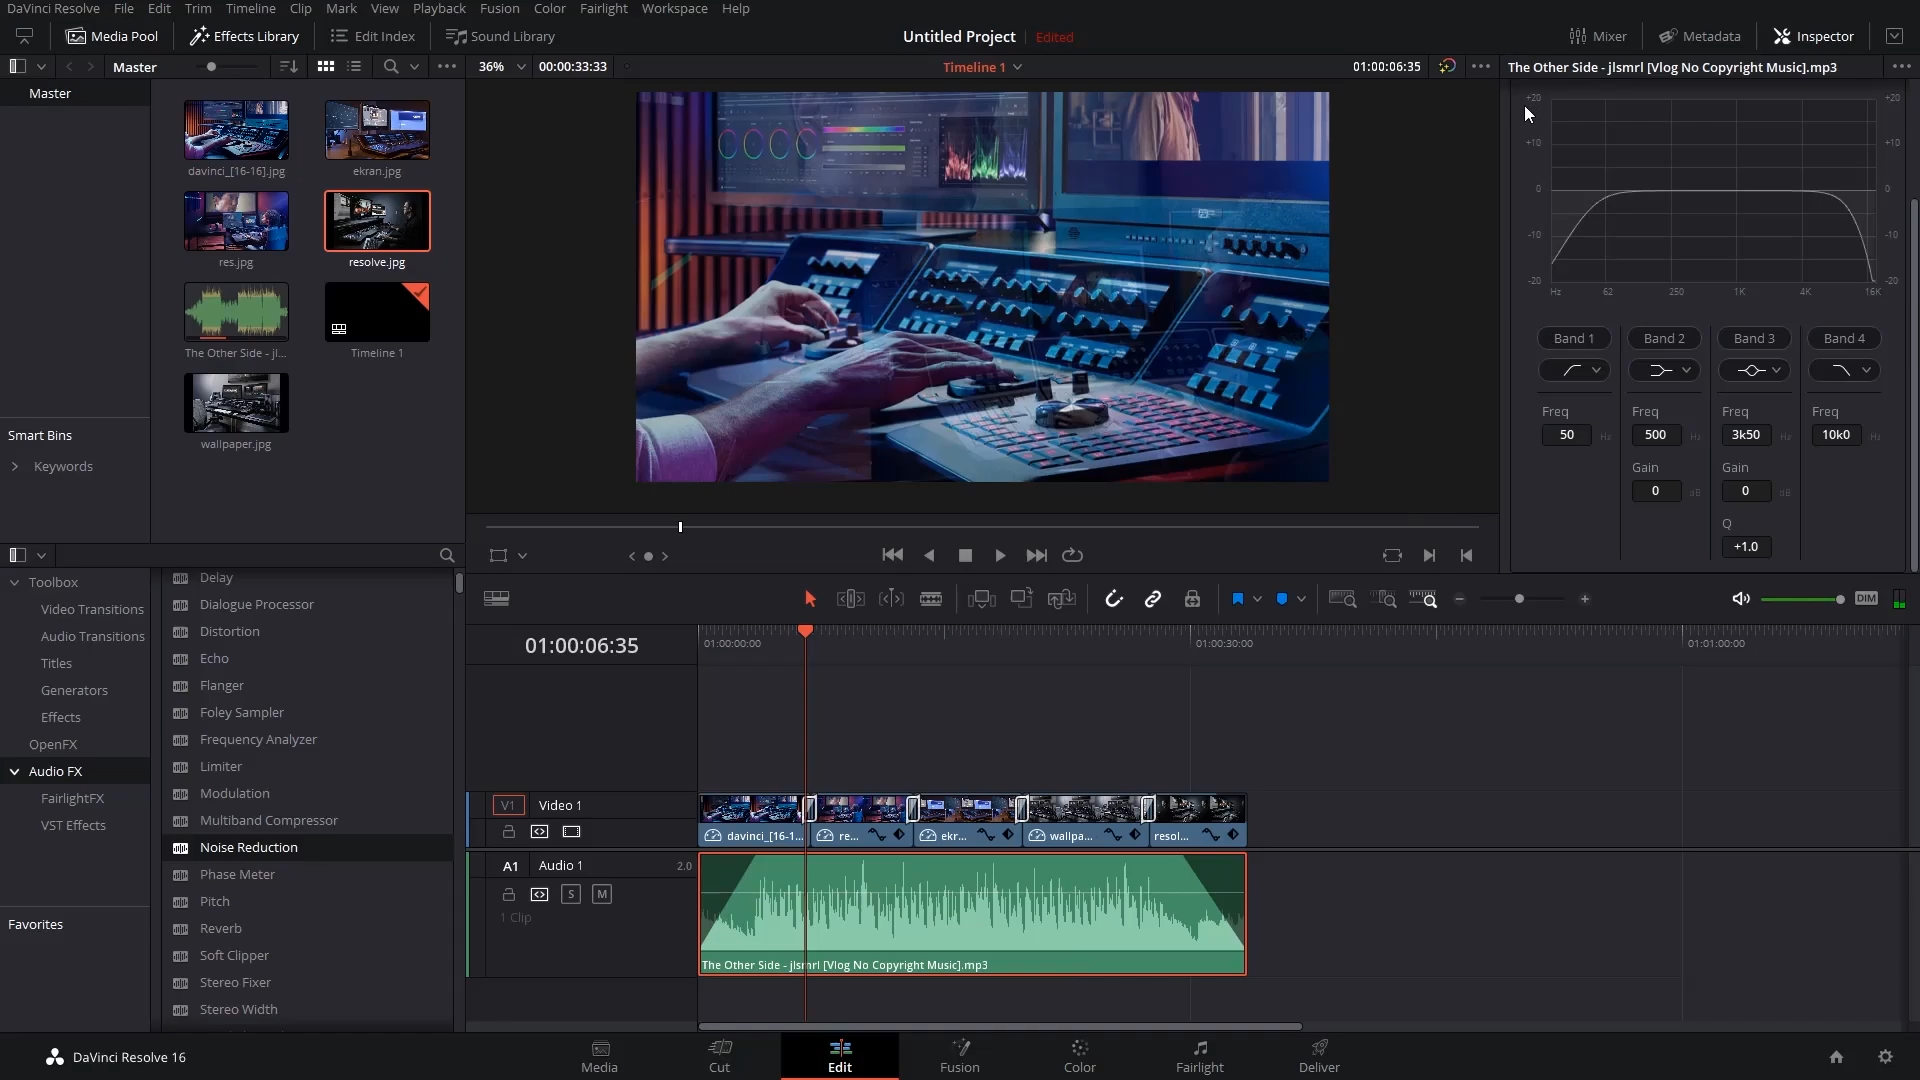 DaVinci Resolve File Edit Trim Timeline Clip Mark View Playback Fusion Color Fairlight Workspace Help
Media Pool Effects Library Edit Index Sound Library Untitled Project Edited Mixer Metadata Inspector
Master 36% 00:00:33:33 Timeline 1 01:00:06:35 The Other Side - jlsmrl [Vlog No Copyright Music].mp3
Master
davinci_[16-16].jpg ekran.jpg
res.jpg resolve.jpg
The Other Side - jl... Timeline 1
wallpaper.jpg
Smart Bins
Keywords
+20 +20
+10 +10
0 0
-10 -10
-20 -20
Hz 62 250 1K 4K 16K
Band 1 Band 2 Band 3 Band 4
Freq Freq Freq Freq
50 Hz 500 Hz 3k50 Hz 10k0 Hz
Gain Gain
0 dB 0 dB
Q
+1.0
Toolbox
Video Transitions
Audio Transitions
Titles
Generators
Effects
OpenFX
Audio FX
FairlightFX
VST Effects
Favorites
Delay
Dialogue Processor
Distortion
Echo
Flanger
Foley Sampler
Frequency Analyzer
Limiter
Modulation
Multiband Compressor
Noise Reduction
Phase Meter
Pitch
Reverb
Soft Clipper
Stereo Fixer
Stereo Width
DIM
01:00:06:35 01:00:00:00 01:00:30:00 01:01:00:00
V1 Video 1
davinci_[16-1... re... ekr... wallpa... resol...
A1 Audio 1 2.0
S M
1 Clip
The Other Side - jlsmrl [Vlog No Copyright Music].mp3
DaVinci Resolve 16 Media Cut Edit Fusion Color Fairlight Deliver